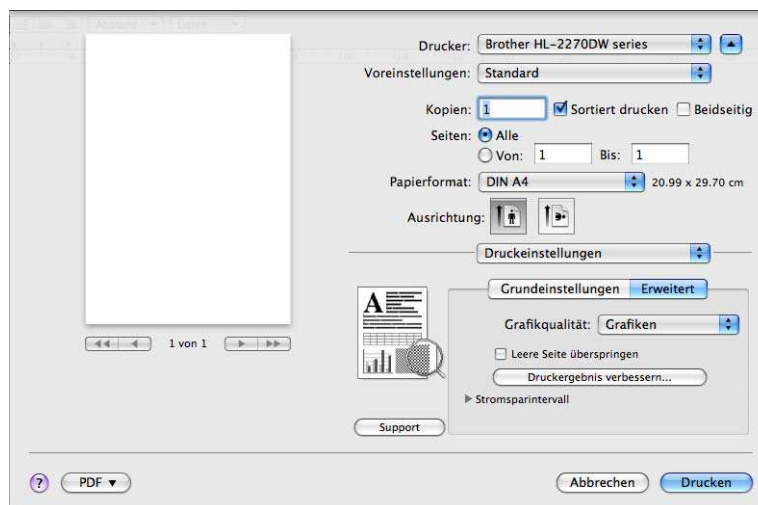 Abstand
Listen
Drucker: Brother HL-2270DW series
Voreinstellungen: Standard
Kopien: 1 Sortiert drucken Beidseitig
Seiten: Alle
Von: 1 Bis: 1
Papierformat: DIN A4 20.99 x 29.70 cm
Ausrichtung:
Druckeinstellungen
Grundeinstellungen Erweitert
A
Grafikqualität: Grafiken
1 von 1
Leere Seite überspringen
Druckergebnis verbessern...
Stromsparintervall
Support
? PDF Abbrechen Drucken